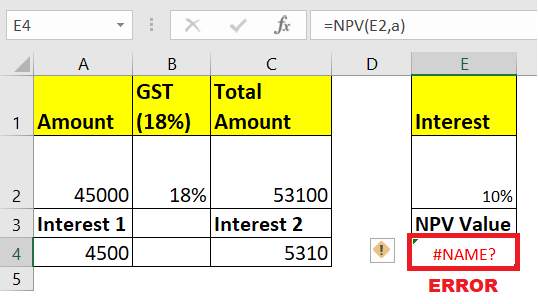 E4 fx =NPV(E2,a)
A B C D E
GST Total
1 Amount (18%) Amount Interest
2 45000 18% 53100 10%
3 Interest 1 Interest 2 NPV Value
4 4500 5310 #NAME?
5 ERROR